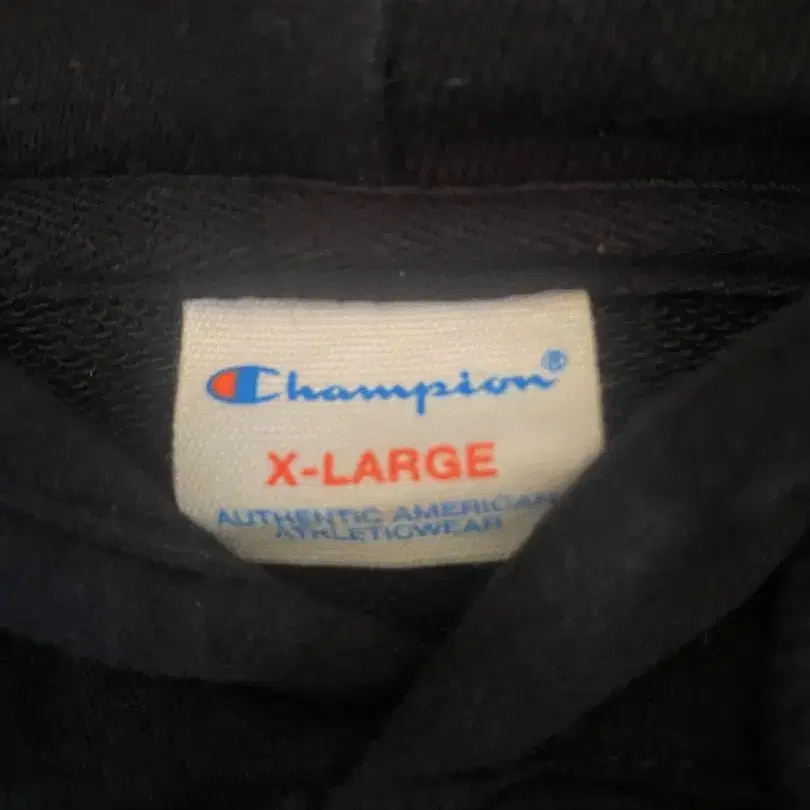 Champion®
X-LARGE
AUTHENTIC AMERICAN
ATHLETICWEAR